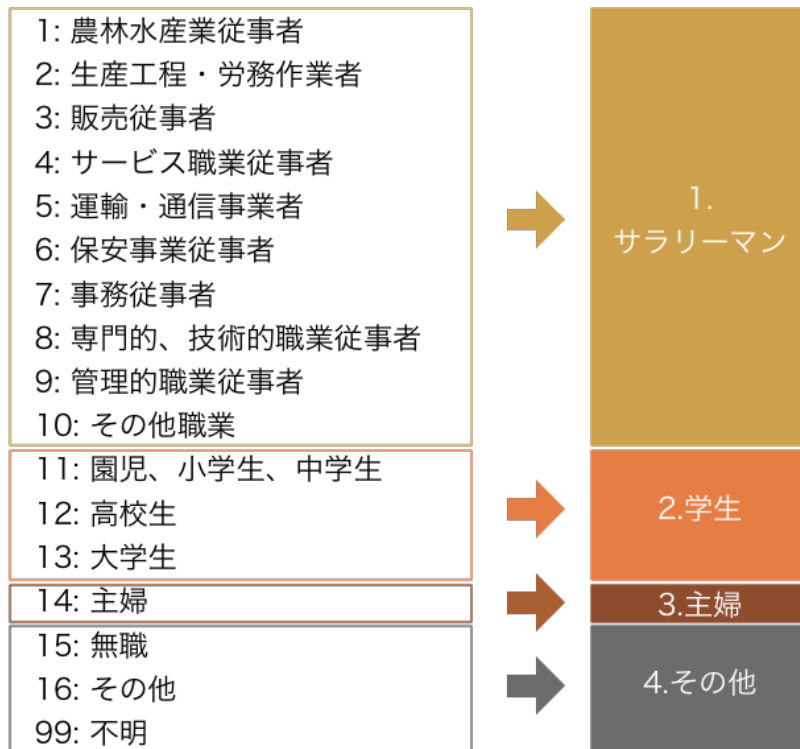 1: 農林水産業従事者
2: 生産工程・労務作業者
3: 販売従事者
4: サービス職業従事者
5: 運輸・通信事業者
6: 保安事業従事者
7: 事務従事者
8: 専門的、技術的職業従事者
9: 管理的職業従事者
10: その他職業
1.
サラリーマン
11: 園児、小学生、中学生
12: 高校生
13: 大学生
2.学生
14: 主婦
3.主婦
15: 無職
16: その他
99: 不明
4.その他